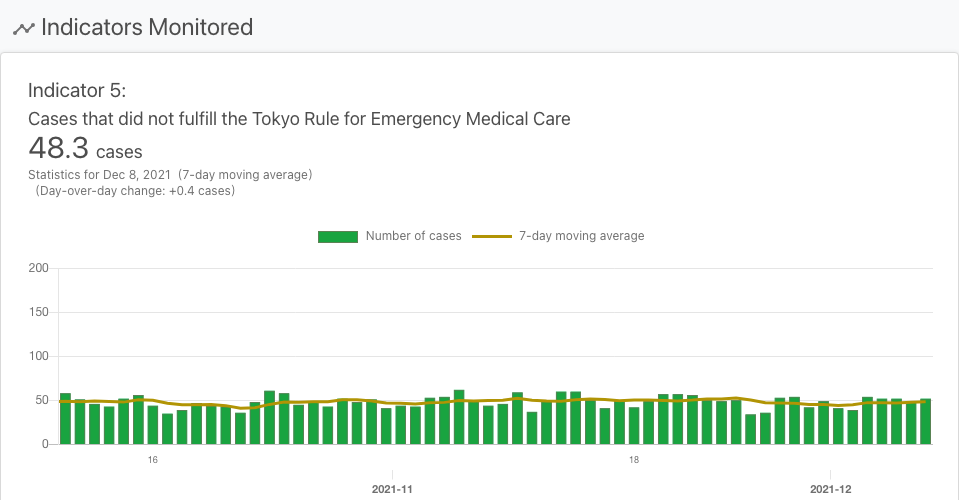 Indicators Monitored
Indicator 5:
Cases that did not fulfill the Tokyo Rule for Emergency Medical Care
48.3 cases
Statistics for Dec 8, 2021 (7-day moving average)
(Day-over-day change: +0.4 cases)
Number of cases 7-day moving average
200
150
100
50
0
16 18
2021-11 2021-12